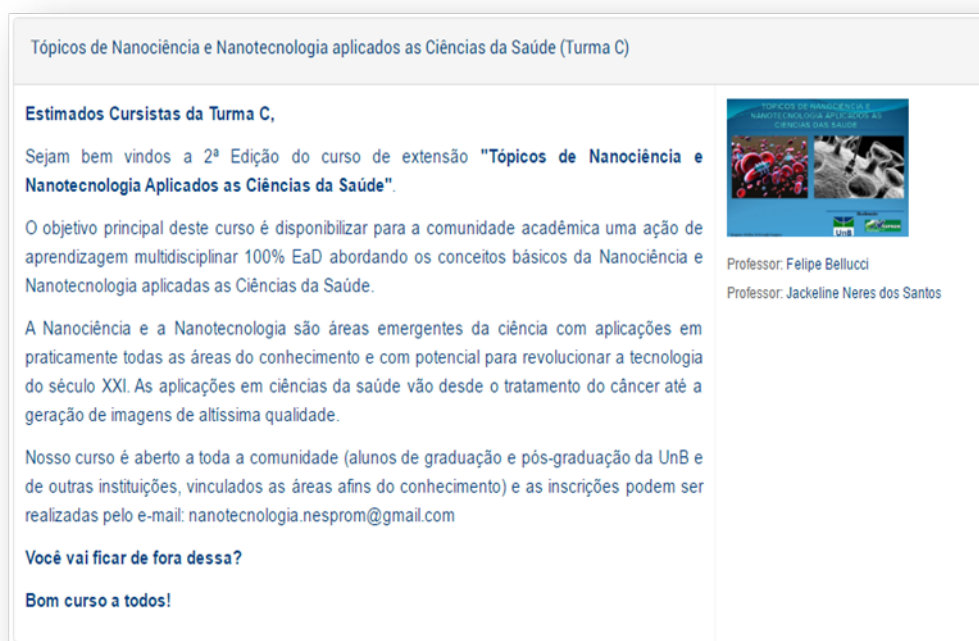 Tópicos de Nanociência e Nanotecnologia aplicados as Ciências da Saúde (Turma C)
Estimados Cursistas da Turma C,
Sejam bem vindos a 2ª Edição do curso de extensão "Tópicos de Nanociência e
Nanotecnologia Aplicados as Ciências da Saúde".
O objetivo principal deste curso é disponibilizar para a comunidade acadêmica uma ação de
aprendizagem multidisciplinar 100% EaD abordando os conceitos básicos da Nanociência e
Nanotecnologia aplicadas as Ciências da Saúde.
A Nanociência e a Nanotecnologia são áreas emergentes da ciência com aplicações em
praticamente todas as áreas do conhecimento e com potencial para revolucionar a tecnologia
do século XXI. As aplicações em ciências da saúde vão desde o tratamento do câncer até a
geração de imagens de altíssima qualidade.
Nosso curso é aberto a toda a comunidade (alunos de graduação e pós-graduação da UnB e
de outras instituições, vinculados as áreas afins do conhecimento) e as inscrições podem ser
realizadas pelo e-mail: nanotecnologia.nesprom@gmail.com
Você vai ficar de fora dessa?
Bom curso a todos!
TÓPICOS DE NANOCIÊNCIA E
NANOTECNOLOGIA APLICADOS AS
CIÊNCIAS DAS SAÚDE
UnB
Professor: Felipe Bellucci
Professor: Jackeline Neres dos Santos